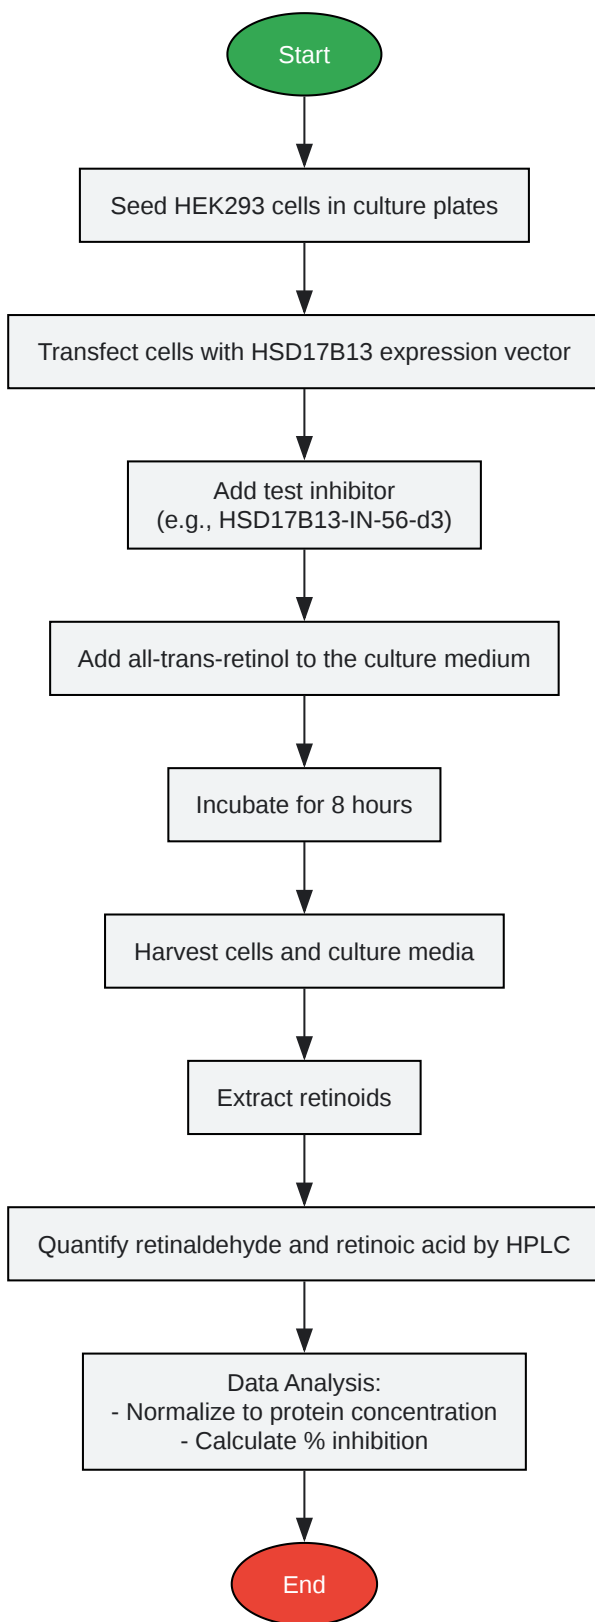 Start
Seed HEK293 cells in culture plates
Transfect cells with HSD17B13 expression vector
Add test inhibitor
(e.g., HSD17B13-IN-56-d3)
Add all-trans-retinol to the culture medium
Incubate for 8 hours
Harvest cells and culture media
Extract retinoids
Quantify retinaldehyde and retinoic acid by HPLC
Data Analysis:
- Normalize to protein concentration
- Calculate % inhibition
End